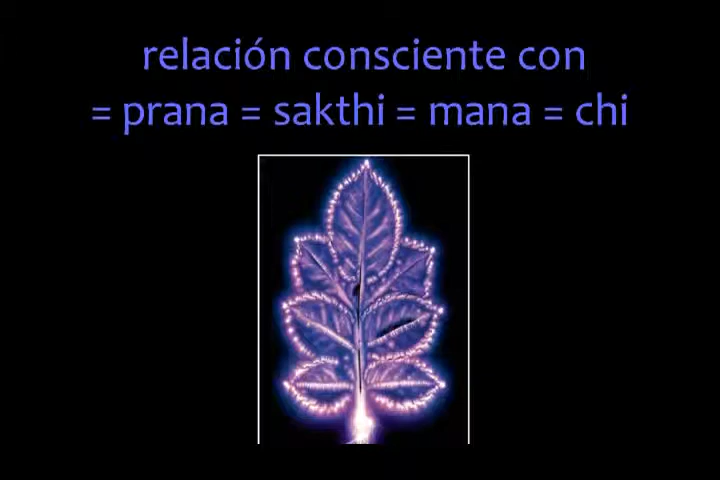 relación consciente con
= prana = sakthi = mana = chi